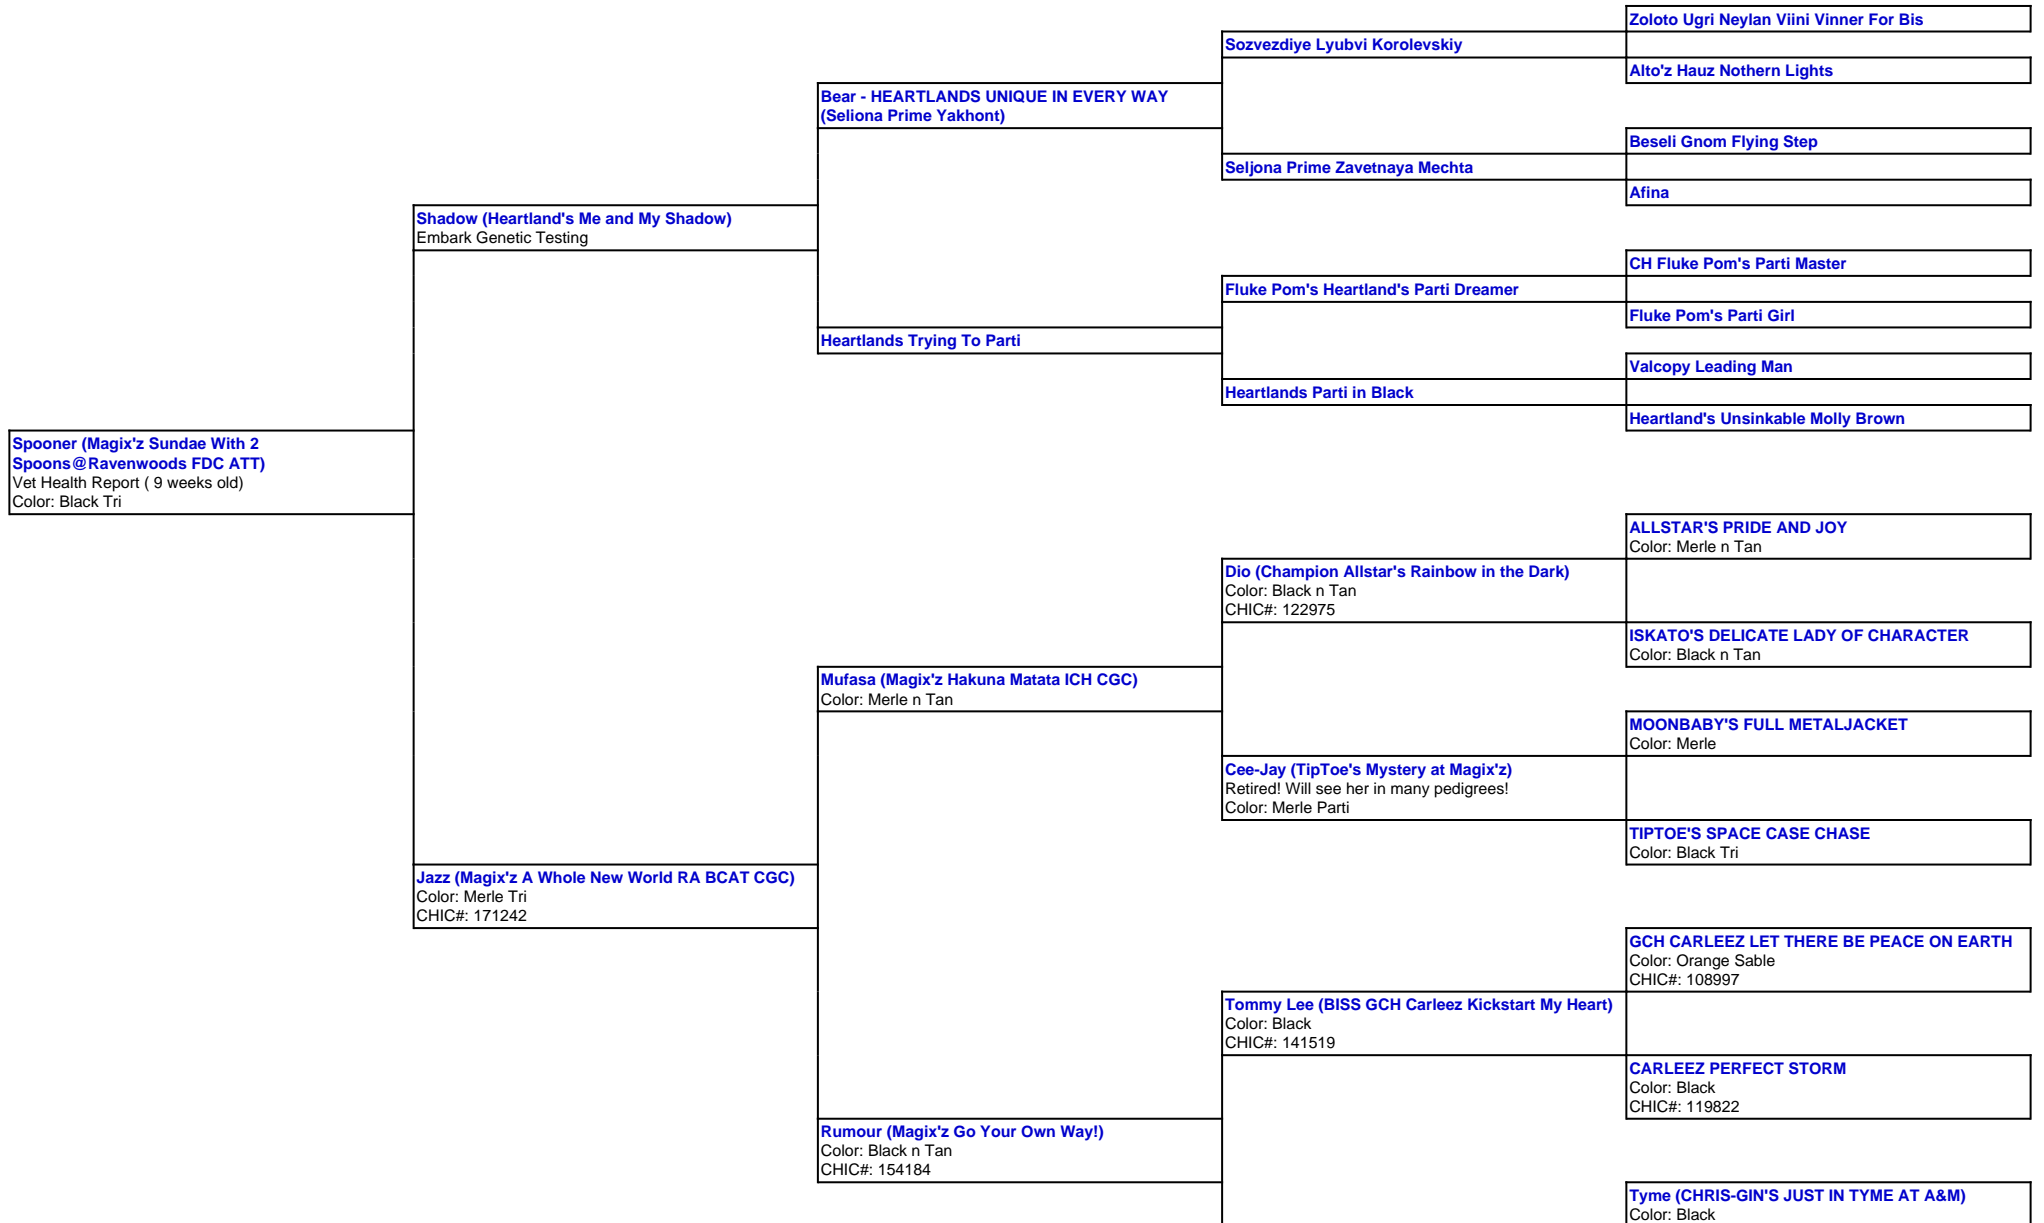 Zoloto Ugri Neylan Viini Vinner For Bis
Sozvezdiye Lyubvi Korolevskiy
Alto'z Hauz Nothern Lights
Bear - HEARTLANDS UNIQUE IN EVERY WAY
(Seliona Prime Yakhont)
Beseli Gnom Flying Step
Seljona Prime Zavetnaya Mechta
Afina
Shadow (Heartland's Me and My Shadow)
Embark Genetic Testing
CH Fluke Pom's Parti Master
Fluke Pom's Heartland's Parti Dreamer
Fluke Pom's Parti Girl
Heartlands Trying To Parti
Valcopy Leading Man
Heartlands Parti in Black
Heartland's Unsinkable Molly Brown
Spooner (Magix'z Sundae With 2
Spoons@Ravenwoods FDC ATT)
Vet Health Report ( 9 weeks old)
Color: Black Tri
ALLSTAR'S PRIDE AND JOY
Color: Merle n Tan
Dio (Champion Allstar's Rainbow in the Dark)
Color: Black n Tan
CHIC#: 122975
ISKATO'S DELICATE LADY OF CHARACTER
Color: Black n Tan
Mufasa (Magix'z Hakuna Matata ICH CGC)
Color: Merle n Tan
MOONBABY'S FULL METALJACKET
Color: Merle
Cee-Jay (TipToe's Mystery at Magix'z)
Retired! Will see her in many pedigrees!
Color: Merle Parti
TIPTOE'S SPACE CASE CHASE
Color: Black Tri
Jazz (Magix'z A Whole New World RA BCAT CGC)
Color: Merle Tri
CHIC#: 171242
GCH CARLEEZ LET THERE BE PEACE ON EARTH
Color: Orange Sable
CHIC#: 108997
Tommy Lee (BISS GCH Carleez Kickstart My Heart)
Color: Black
CHIC#: 141519
CARLEEZ PERFECT STORM
Color: Black
CHIC#: 119822
Rumour (Magix'z Go Your Own Way!)
Color: Black n Tan
CHIC#: 154184
Tyme (CHRIS-GIN'S JUST IN TYME AT A&M)
Color: Black